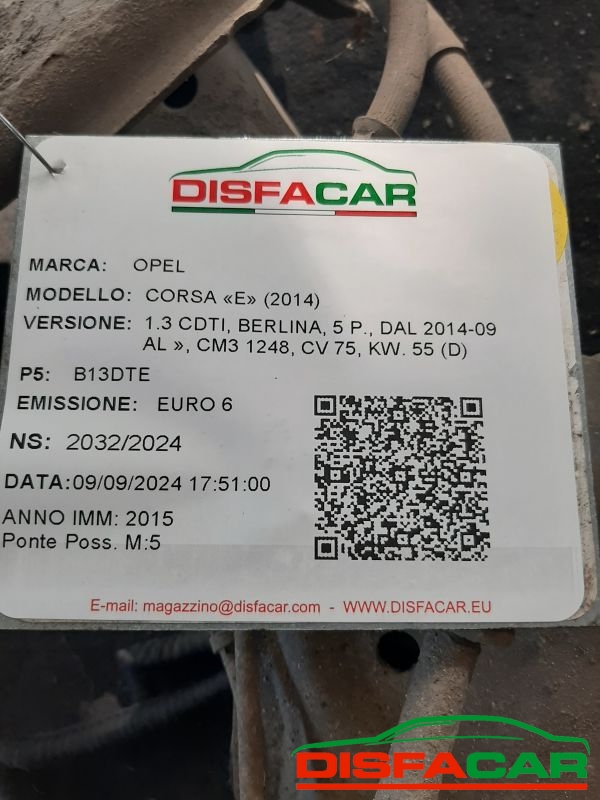 DISFACAR
MARCA: OPEL
MODELLO: CORSA «E» (2014)
VERSIONE: 1.3 CDTI, BERLINA, 5 P., DAL 2014-09
AL », CM3 1248, CV 75, KW. 55 (D)
P5: B13DTE
EMISSIONE: EURO 6
NS: 2032/2024
DATA:09/09/2024 17:51:00
ANNO IMM: 2015
Ponte Poss. M:5
E-mail: magazzino@disfacar.com - WWW.DISFACAR.EU
DISFACAR